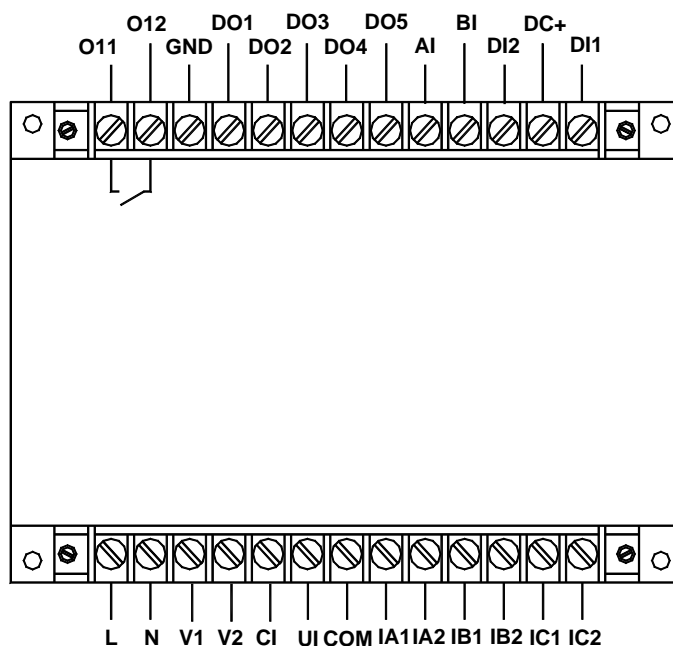 O12 DO1 DO3 DO5 BI DC+
O11 GND DO2 DO4 AI DI2 DI1
L N V1 V2 CI UI COM IA1 IA2 IB1 IB2 IC1 IC2